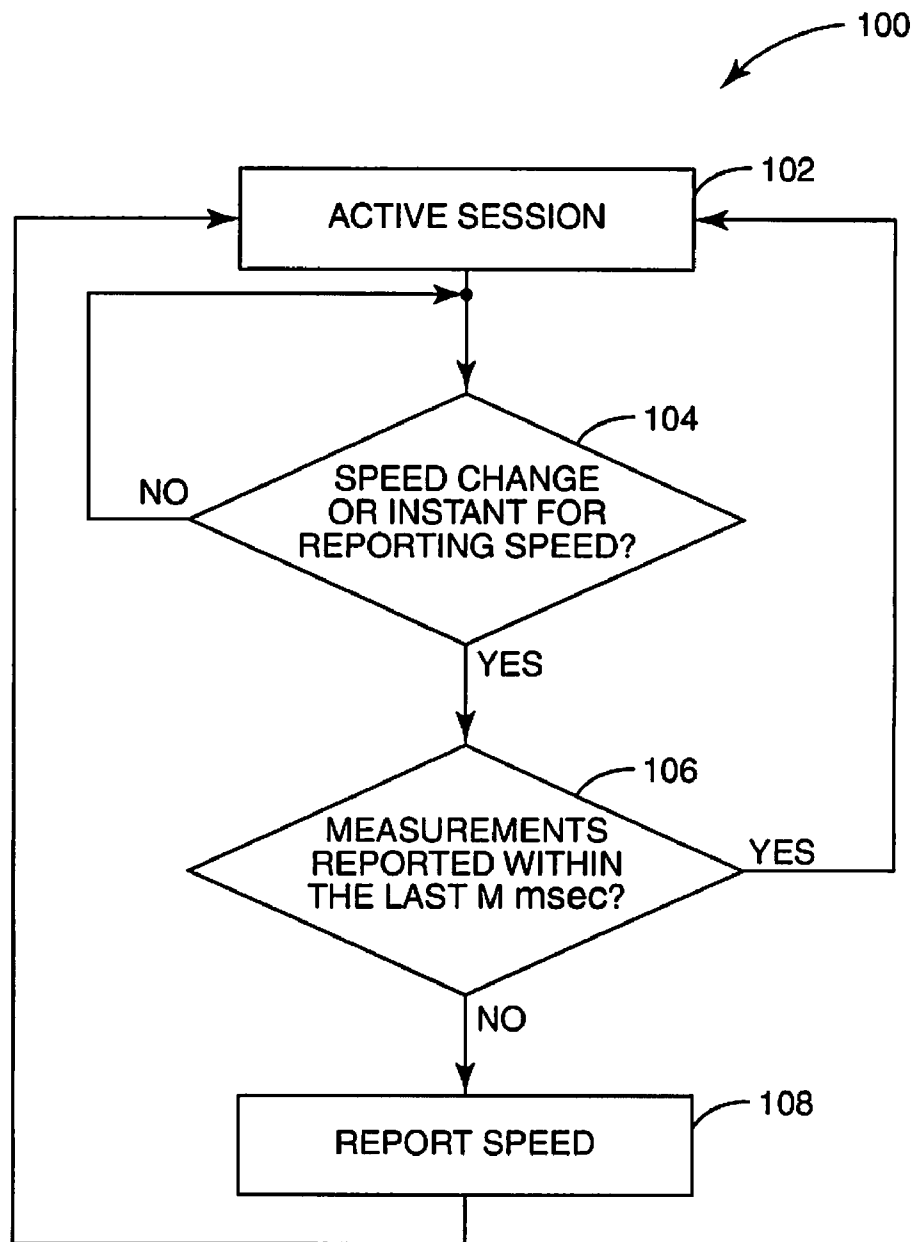 100
102
ACTIVE SESSION
104
SPEED CHANGE
OR INSTANT FOR
REPORTING SPEED?
NO
YES
106
MEASUREMENTS
REPORTED WITHIN
THE LAST M msec?
YES
NO
108
REPORT SPEED